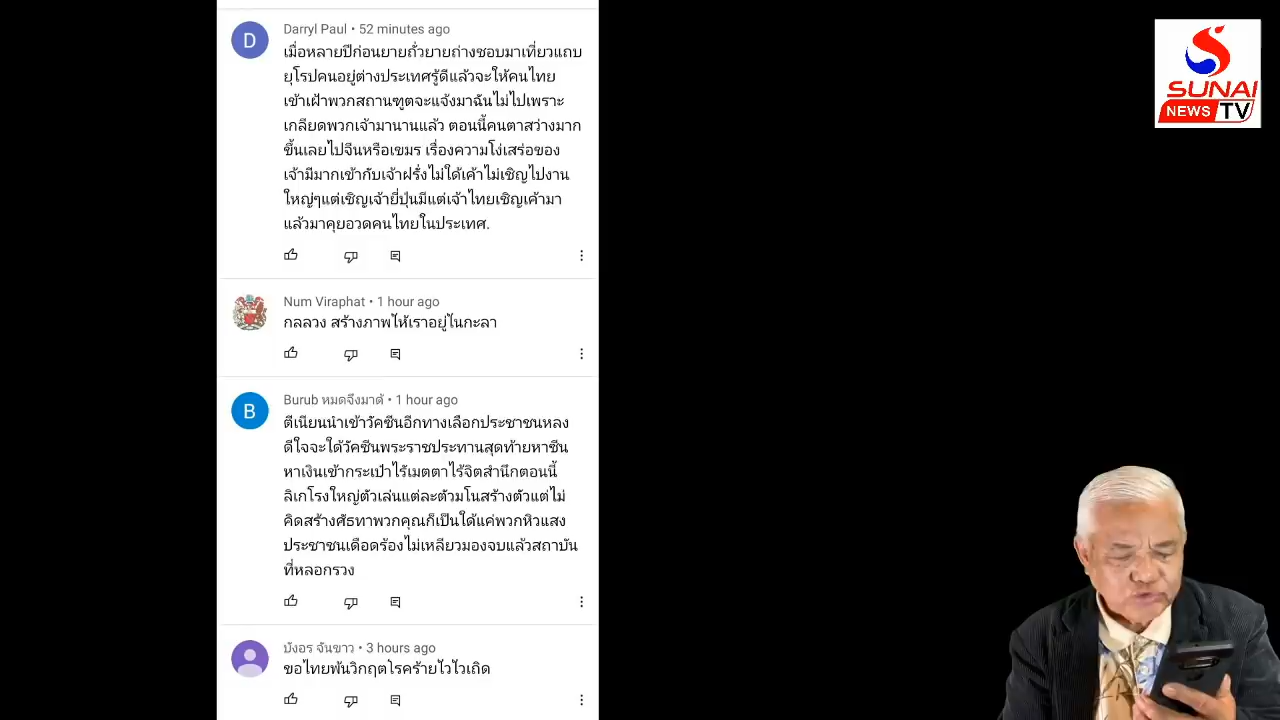 Darryl Paul • 52 minutes ago
เมื่อหลายปีก่อนยายถั่วยายถ่างชอบมาเที่ยวแถบ
ยุโรปคนอยู่ต่างประเทศรู้ดีแล้วจะให้คนไทย
เข้าเฝ้าพวกสถานฑูตจะแจ้งมาฉันไม่ไปเพราะ
เกลียดพวกเจ้ามานานแล้ว ตอนนี้คนตาสว่างมาก
ขึ้นเลยไปจีนหรือเขมร เรื่องความโง่เสร่อของ
เจ้ามีมากเข้ากับเจ้าฝรั่งไม่ใด้เค้าไม่เชิญไปงาน
ใหญ่ๆแต่เชิญเจ้ายี่ปุ่นมีแต่เจ้าไทยเชิญเค้ามา
แล้วมาคุยอวดคนไทยในประเทศ.
Num Viraphat • 1 hour ago
กลลวง สร้างภาพไห้เราอยู่ไนกะลา
Burub หมดจึงมาด้ • 1 hour ago
ตีเนียนนำเข้าวัคซีนอีกทางเลือกประชาชนหลง
ดีใจจะใด้วัคซีนพระราชประทานสุดท้ายหาซีน
หาเงินเข้ากระเป๋าไร้เมตตาไร้จิตสำนึกตอนนี้
ลิเกโรงใหญ่ตัวเล่นแต่ละตัวมโนสร้างตัวแต่ไม่
คิดสร้างศัธทาพวกคุณก็เป็นใด้แค่พวกหิวแสง
ประชาชนเดือดร้องไม่เหลียวมองจบแล้วสถาบัน
ที่หลอกรวง
บังอร จันขาว • 3 hours ago
ขอไทยพ้นวิกฤตโรคร้ายไวไวเถิด
SUNAI
NEWS TV